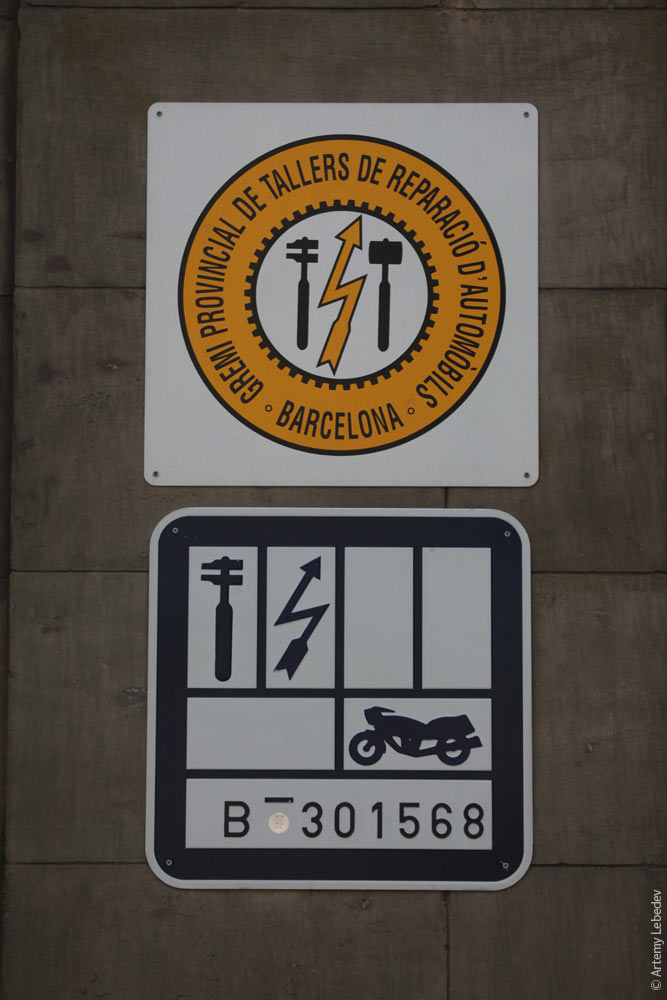 GREMI PROVINCIAL DE TALLERS DE REPARACIÓ D'AUTOMÒBILS
◦ BARCELONA ◦
B 301568
© Artemy Lebedev